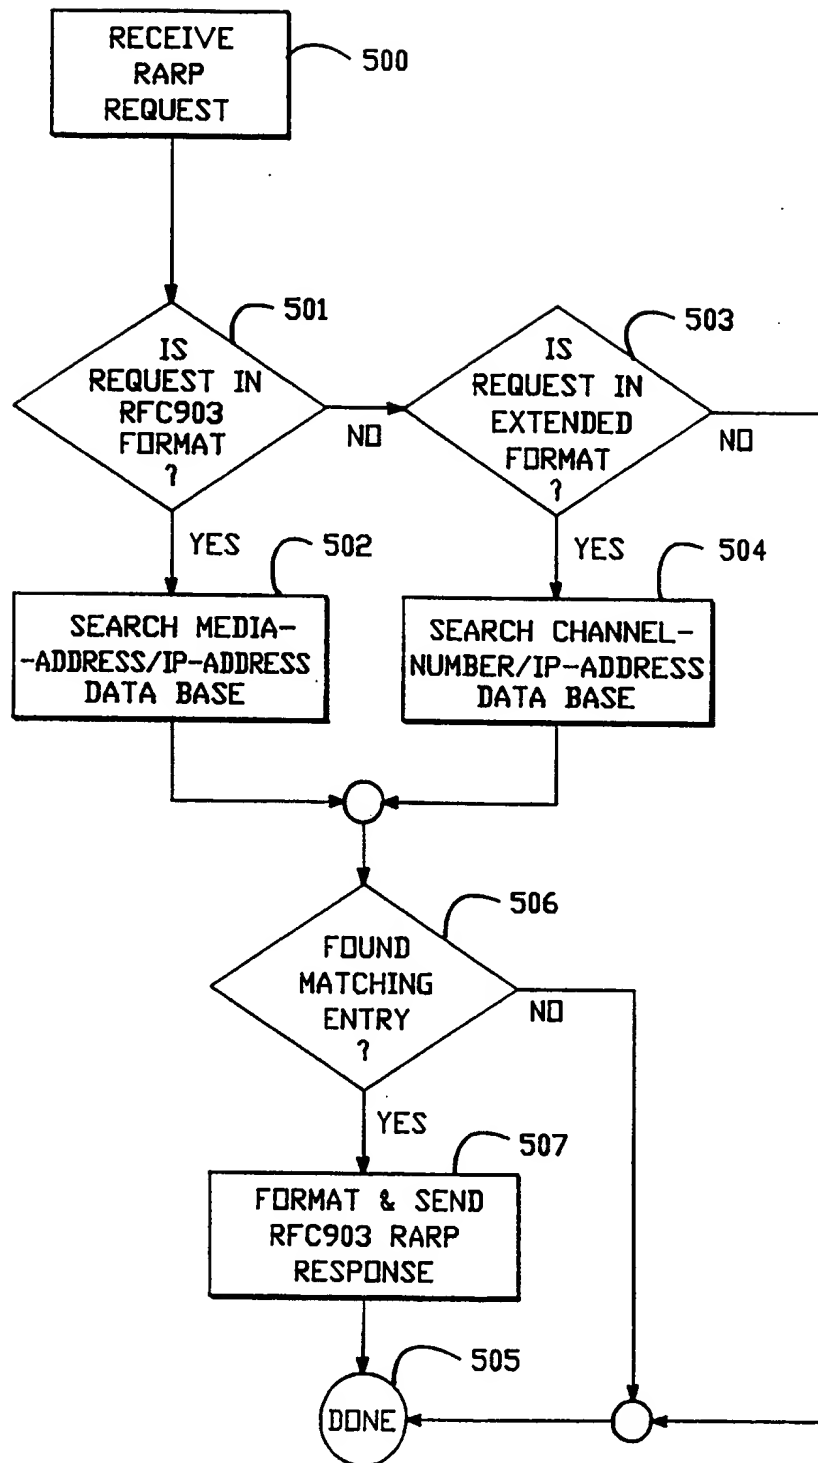 RECEIVE
RARP
REQUEST
500
501
IS
REQUEST IN
RFC903
FORMAT
?
NO
503
IS
REQUEST IN
EXTENDED
FORMAT
?
NO
YES
502
SEARCH MEDIA-
-ADDRESS/IP-ADDRESS
DATA BASE
YES
504
SEARCH CHANNEL-
NUMBER/IP-ADDRESS
DATA BASE
506
FOUND
MATCHING
ENTRY
?
NO
YES
507
FORMAT & SEND
RFC903 RARP
RESPONSE
505
DONE